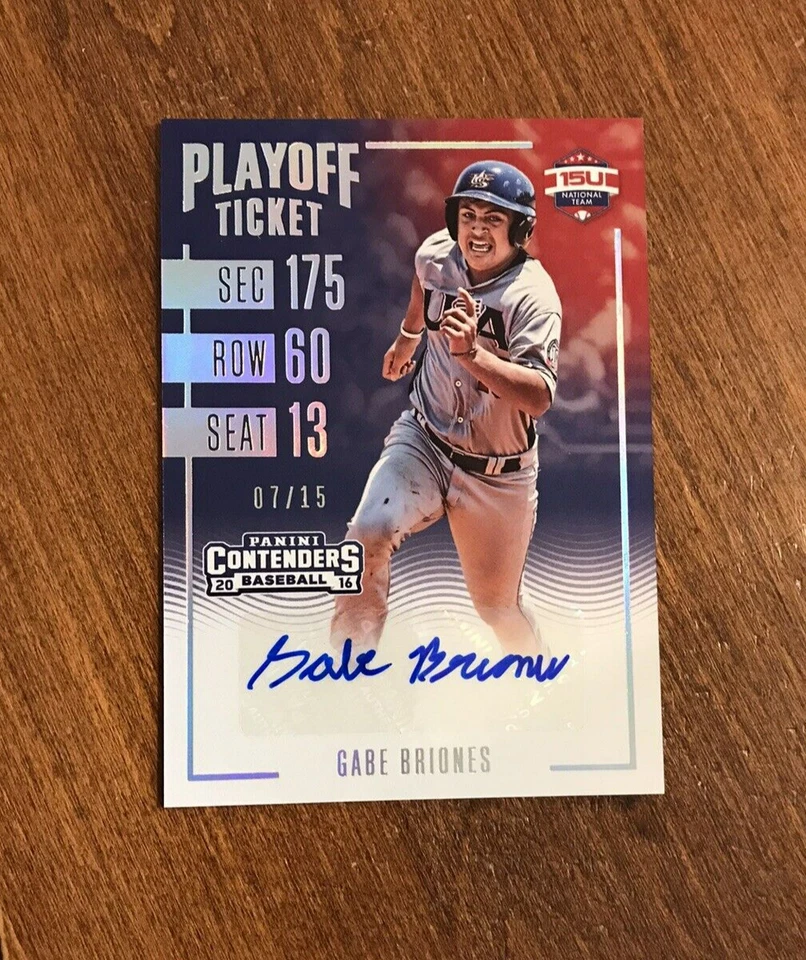 PLAYOFF
TICKET
15U
NATIONAL
TEAM
SEC 175
ROW 60
SEAT 13
USA
07/15
PANINI
CONTENDERS
20 BASEBALL 16
Gabe Briones
GABE BRIONES